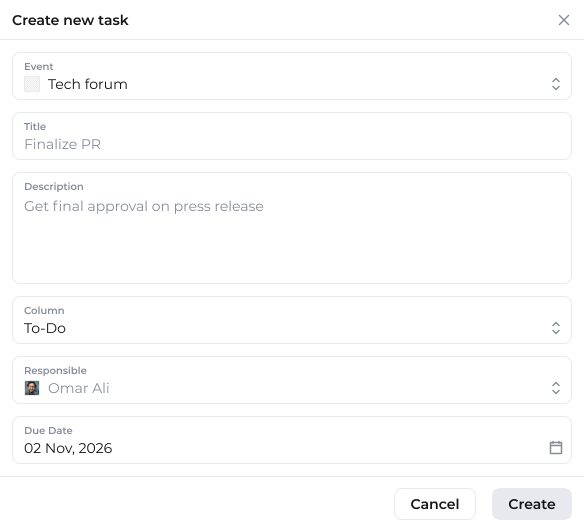 Create new task
Event
Tech forum
Title
Finalize PR
Description
Get final approval on press release
Column
To-Do
Responsible
Omar Ali
Due Date
02 Nov, 2026
Cancel
Create